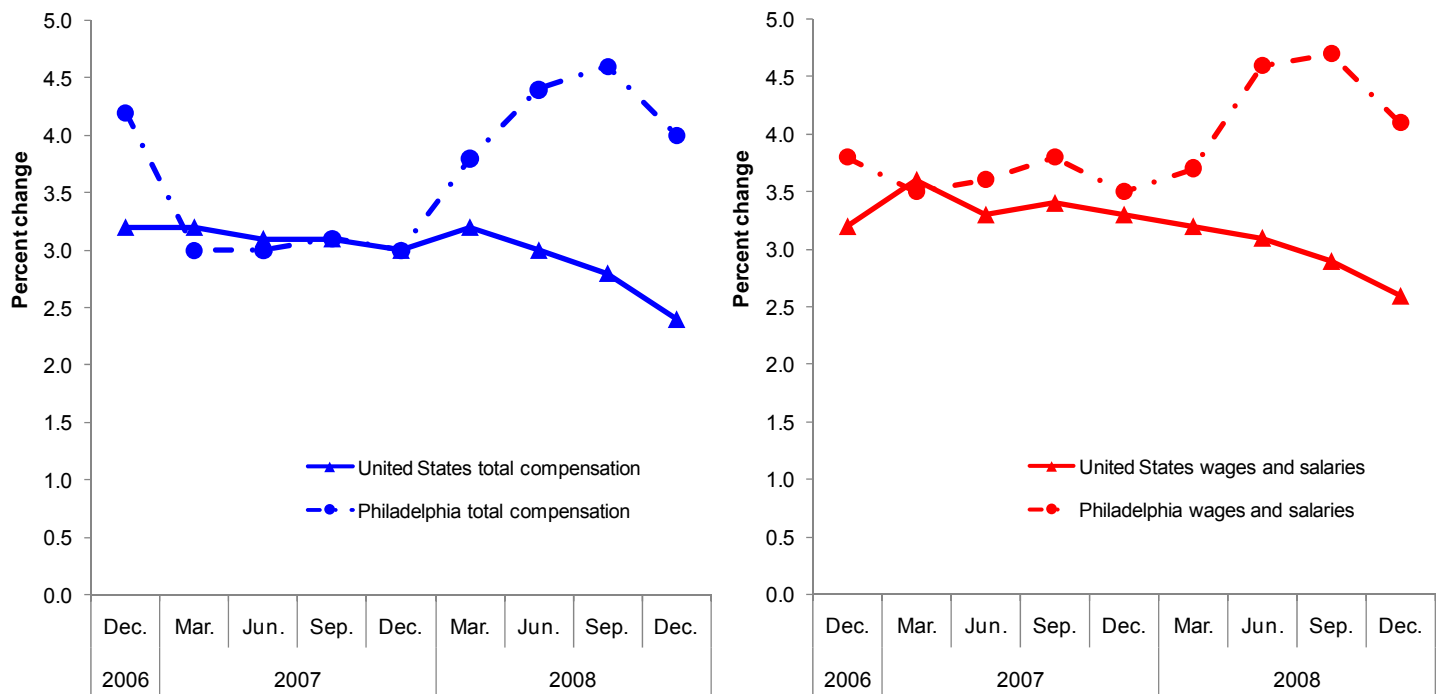 Percent change
5.0
4.5
4.0
3.5
3.0
2.5
2.0
1.5
1.0
0.5
0.0
United States total compensation
Philadelphia total compensation
Dec. Mar. Jun. Sep. Dec. Mar. Jun. Sep. Dec.
2006 2007 2008
Percent change
5.0
4.5
4.0
3.5
3.0
2.5
2.0
1.5
1.0
0.5
0.0
United States wages and salaries
Philadelphia wages and salaries
Dec. Mar. Jun. Sep. Dec. Mar. Jun. Sep. Dec.
2006 2007 2008